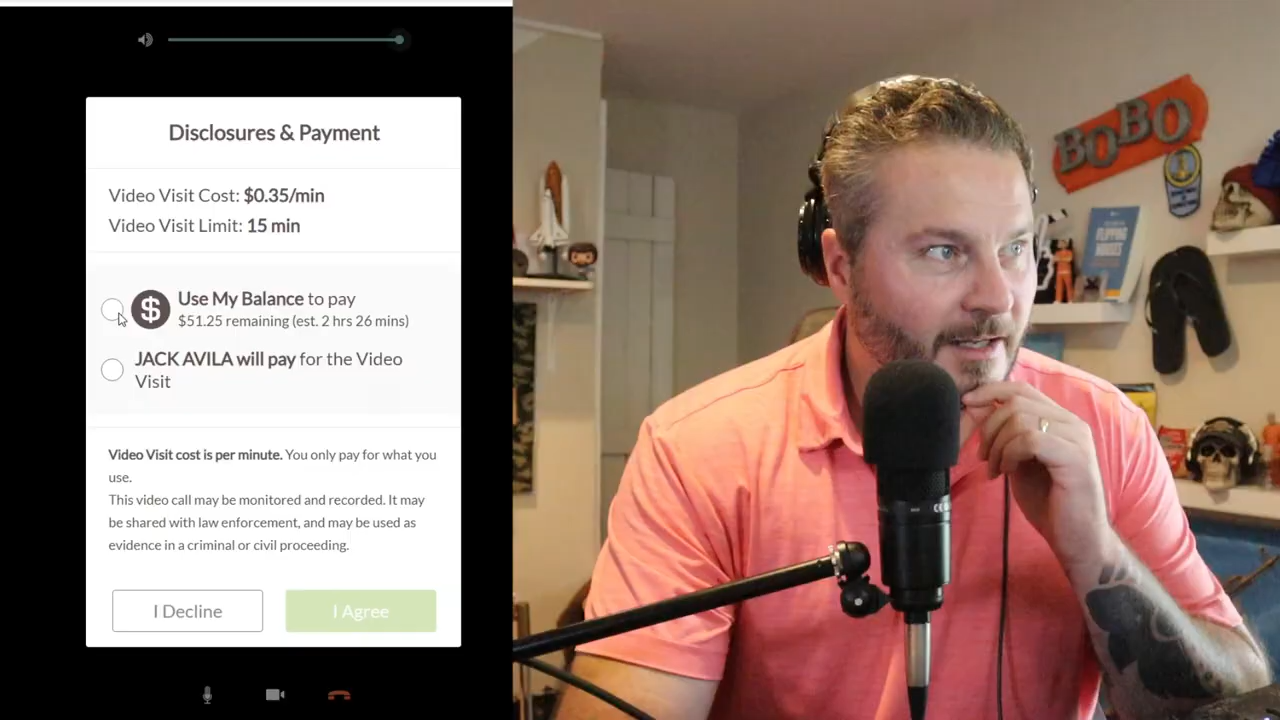 Disclosures & Payment
Video Visit Cost: $0.35/min
Video Visit Limit: 15 min
$
Use My Balance to pay
$51.25 remaining (est. 2 hrs 26 mins)
JACK AVILA will pay for the Video
Visit
Video Visit cost is per minute. You only pay for what you
use.
This video call may be monitored and recorded. It may
be shared with law enforcement, and may be used as
evidence in a criminal or civil proceeding.
I Decline
I Agree
BOBO
FLIPPING
HOUSES